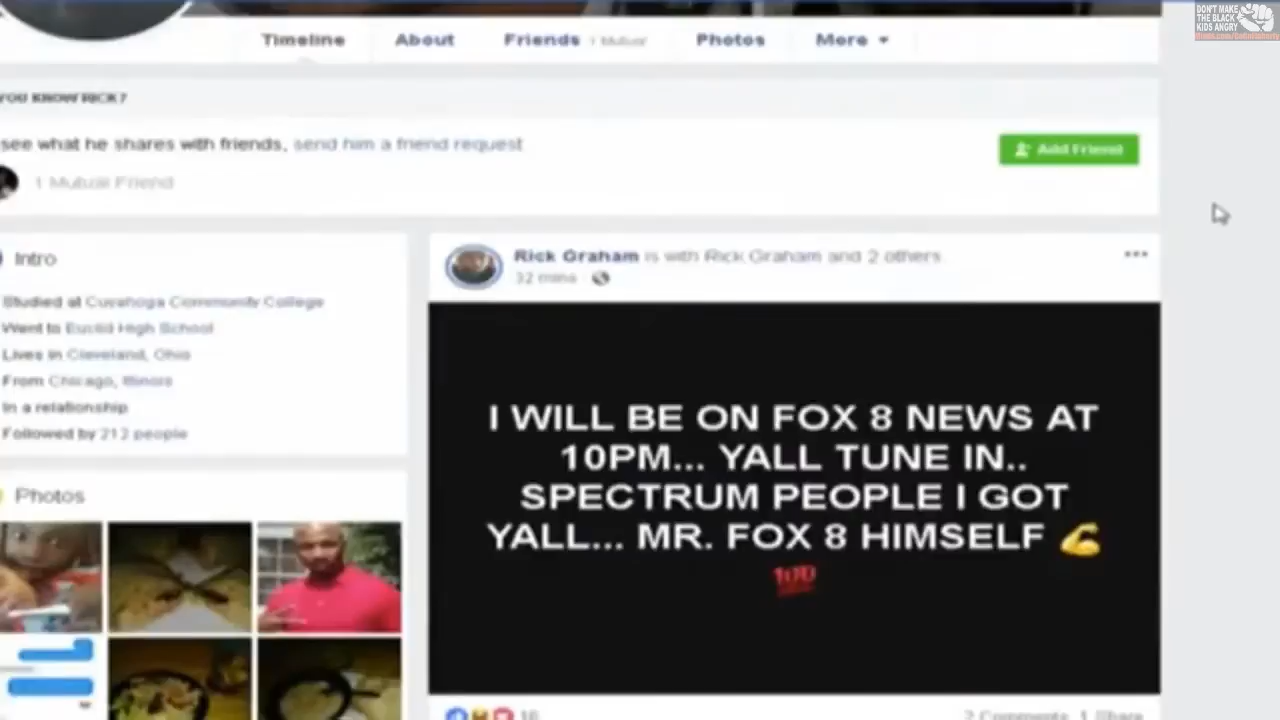 DON'T MAKE
THE BLACK
KIDS ANGRY
Timeline
About
Friends 1 Mutual
Photos
More
YOU KNOW RICK?
see what he shares with friends, send him a friend request
Add Friend
1 Mutual Friend
Intro
Studied at Cuyahoga Community College
Went to Euclid High School
Lives in Cleveland, Ohio
From Chicago, Illinois
In a relationship
Followed by 212 people
Photos
Rick Graham is with Rick Graham and 2 others.
32 mins
I WILL BE ON FOX 8 NEWS AT
10PM... YALL TUNE IN..
SPECTRUM PEOPLE I GOT
YALL... MR. FOX 8 HIMSELF 💪
💯
2 Comments 1 Share